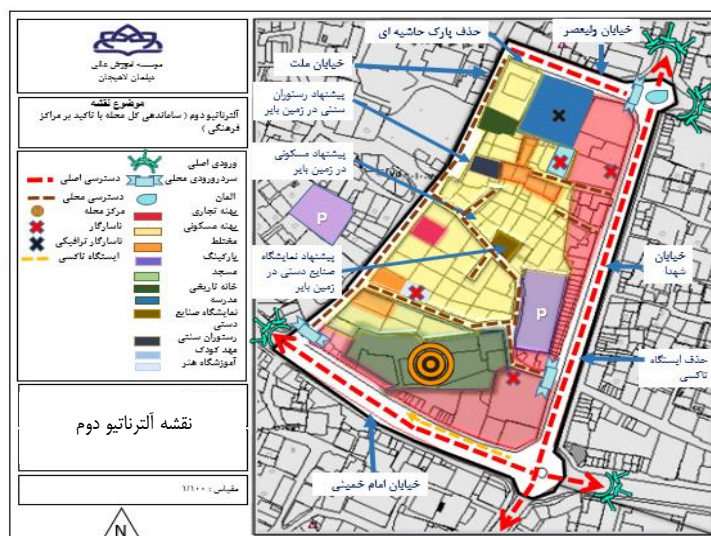 موسسه آموزش عالی
دیلمان لاهیجان
موضوع نقشه
آلترناتیو دوم ( ساماندهی کل محله با تاکید بر مراکز
فرهنگی )
ورودی اصلی
سردرورودی محلی
دسترسی اصلی
المان
دسترسی محلی
پهنه تجاری
مرکز محله
پهنه مسکونی
ناسازگار
مختلط
ناسازگار ترافیکی
پارکینگ
ایستگاه تاکسی
مسجد
خانه تاریخی
مدرسه
نمایشگاه صنایع
دستی
رستوران سنتی
مهد کودک
آموزشگاه هنر
نقشه آلترناتیو دوم
مقیاس : ۱/۱۰۰
N
حذف پارک حاشیه ای
خیابان ولیعصر
خیابان ملت
پیشنهاد رستوران
سنتی در زمین بایر
پیشنهاد مسکونی
در زمین بایر
پیشنهاد نمایشگاه
صنایع دستی در
زمین بایر
خیابان
شهدا
حذف ایستگاه
تاکسی
خیابان امام خمینی
P
P